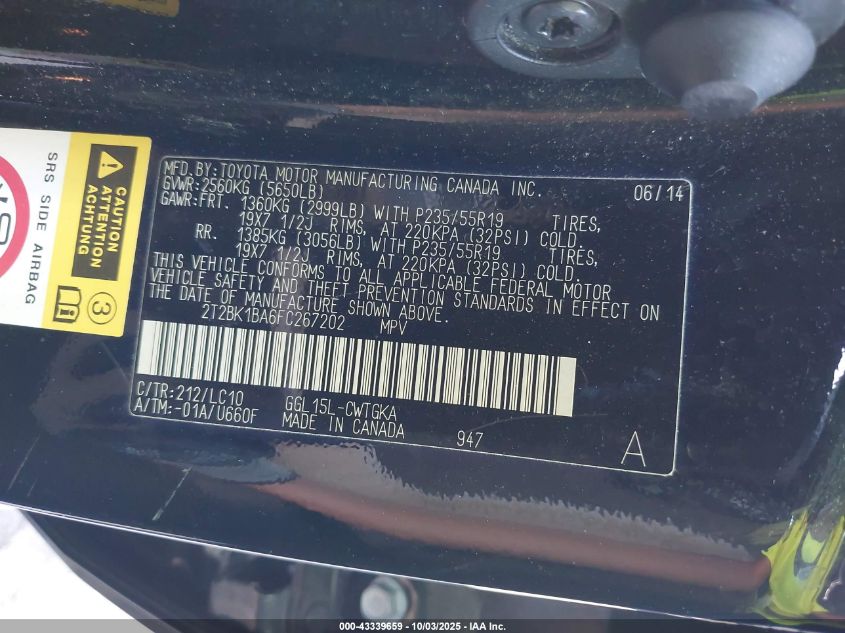 MFD.BY:TOYOTA MOTOR MANUFACTURING CANADA INC. 06/14
GVWR:2560KG (5650LB)
GAWR:FRT. 1360KG (2999LB) WITH P235/55R19 TIRES,
19X7 1/2J RIMS, AT 220KPA (32PSI) COLD.
RR. 1385KG (3056LB) WITH P235/55R19 TIRES,
19X7 1/2J RIMS, AT 220KPA (32PSI) COLD.
THIS VEHICLE CONFORMS TO ALL APPLICABLE FEDERAL MOTOR
VEHICLE SAFETY AND THEFT PREVENTION STANDARDS IN EFFECT ON
THE DATE OF MANUFACTURE SHOWN ABOVE.
2T2BK1BA6FC267202 MPV
C/TR:212/LC10 GGL15L-CWTGKA
A/TM:-01A/U660F MADE IN CANADA 947 A
SRS SIDE AIRBAG
CAUTION
ATTENTION
ACHTUNG
3
000-43339659 - 10/03/2025 - IAA Inc.